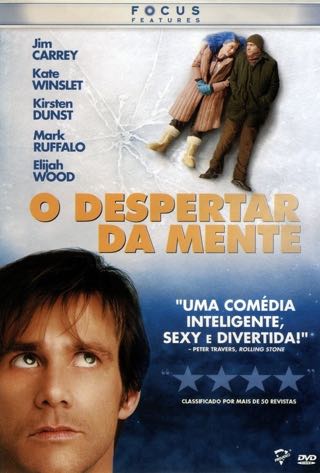 FOCUS
FEATURES
Jim
CARREY
Kate
WINSLET
Kirsten
DUNST
Mark
RUFFALO
Elijah
WOOD
O DESPERTAR
DA MENTE
"UMA COMÉDIA
INTELIGENTE,
SEXY E DIVERTIDA!"
– PETER TRAVERS, ROLLING STONE
CLASSIFICADO POR MAIS DE 50 REVISTAS
DVD